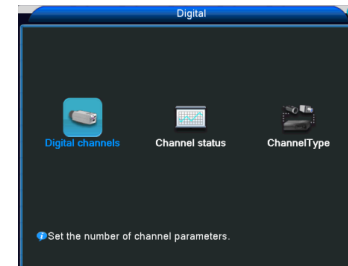 Digital
Digital channels
Channel status
ChannelType
Set the number of channel parameters.